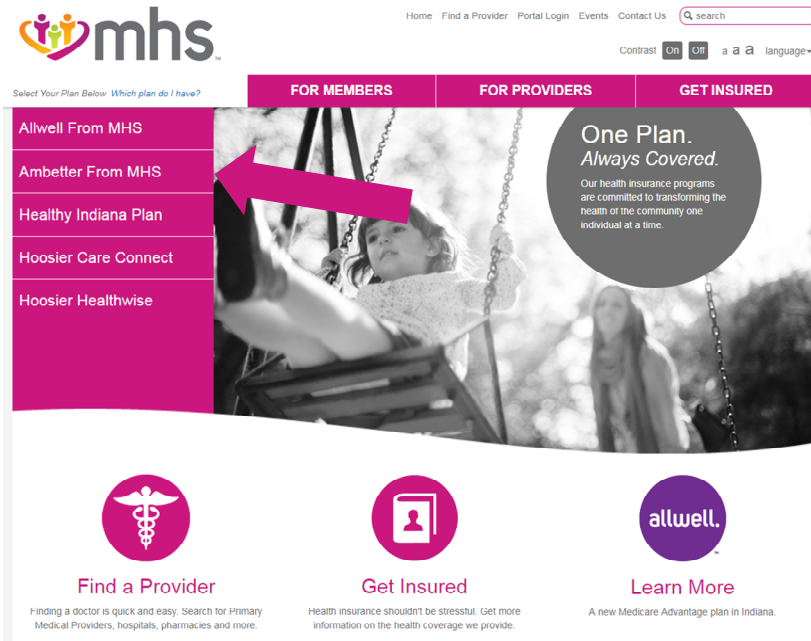 mhs
Home Find a Provider Portal Login Events Contact Us search
Contrast On Off a a a language
Select Your Plan Below Which plan do I have?
FOR MEMBERS FOR PROVIDERS GET INSURED
Allwell From MHS
Ambetter From MHS
Healthy Indiana Plan
Hoosier Care Connect
Hoosier Healthwise
One Plan.
Always Covered.
Our health insurance programs
are committed to transforming the
health of the community one
individual at a time.
allwell.
Find a Provider
Finding a doctor is quick and easy. Search for Primary
Medical Providers, hospitals, pharmacies and more.
Get Insured
Health insurance shouldn't be stressful. Get more
information on the health coverage we provide.
Learn More
A new Medicare Advantage plan in Indiana.